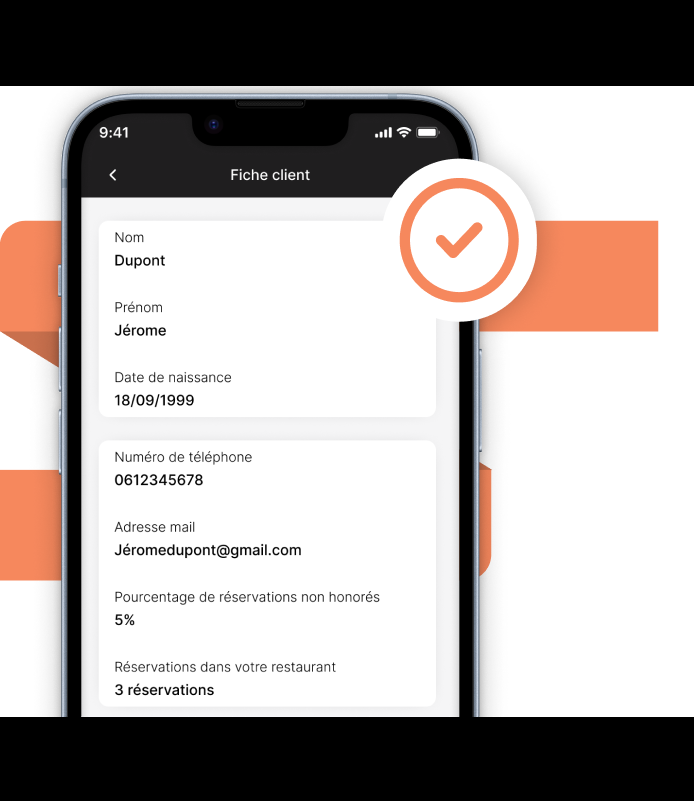 9:41
Fiche client
Nom
Dupont
Prénom
Jérome
Date de naissance
18/09/1999
Numéro de téléphone
0612345678
Adresse mail
Jéromedupont@gmail.com
Pourcentage de réservations non honorés
5%
Réservations dans votre restaurant
3 réservations